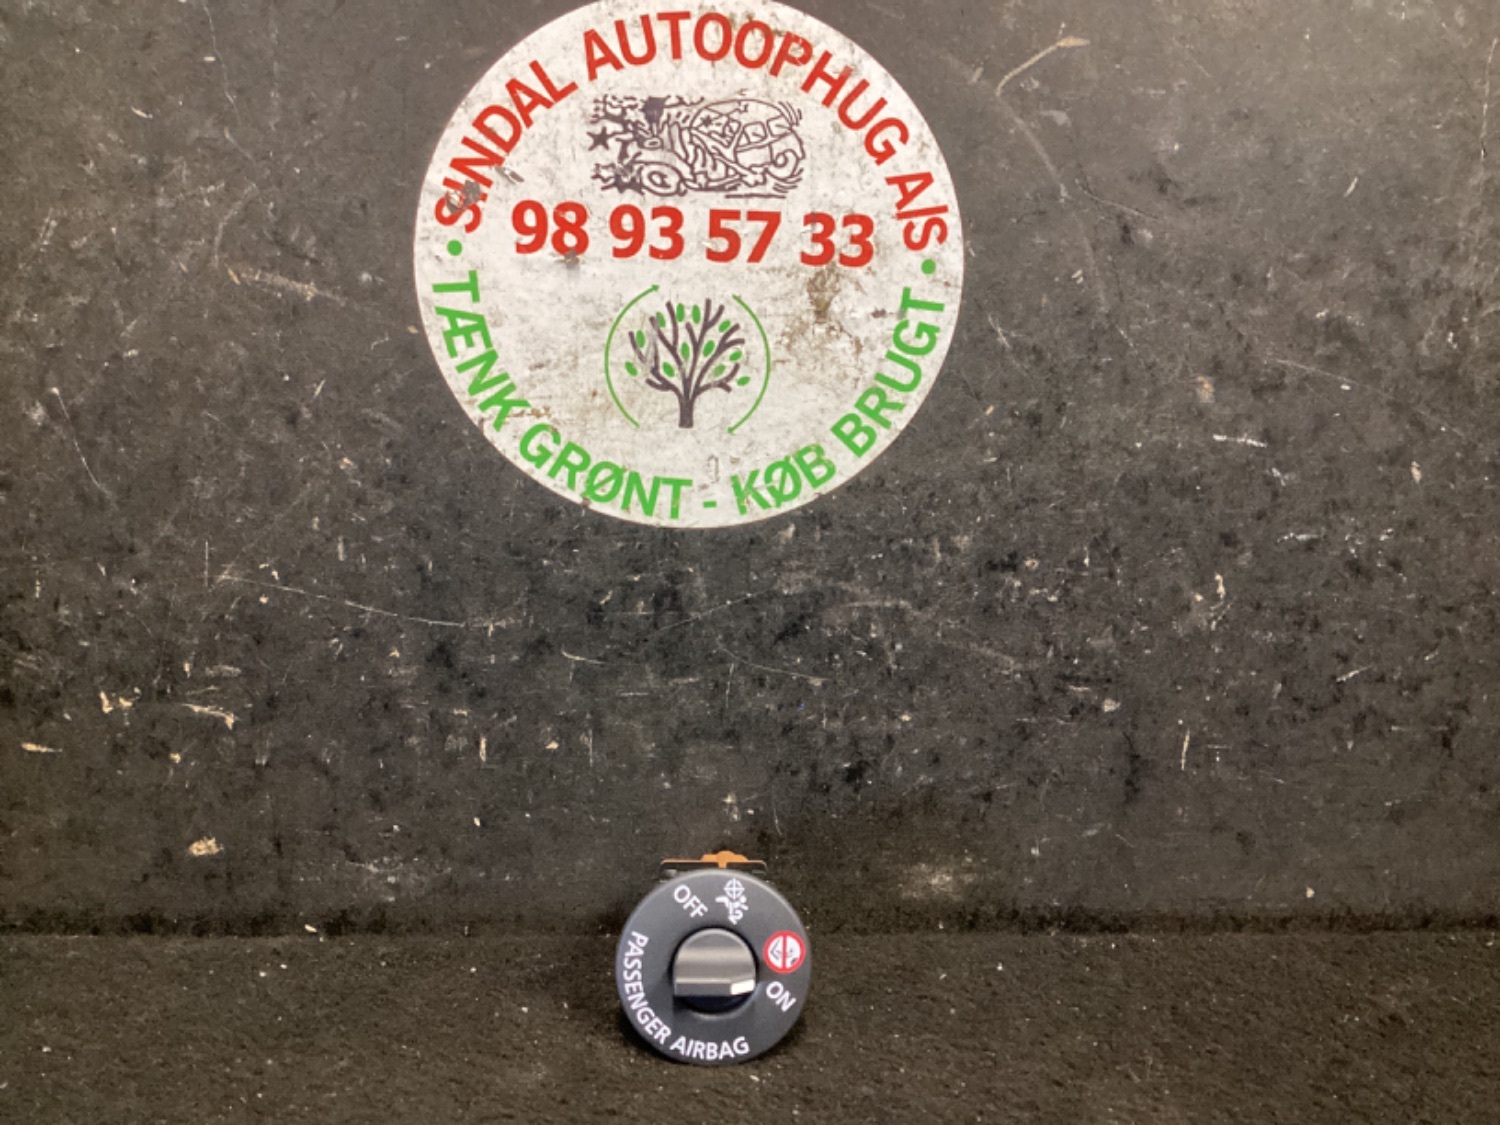 SINDAL AUTOOPHUG A/S
98 93 57 33
• TÆNK GRØNT - KØB BRUGT •
OFF
ON
PASSENGER AIRBAG